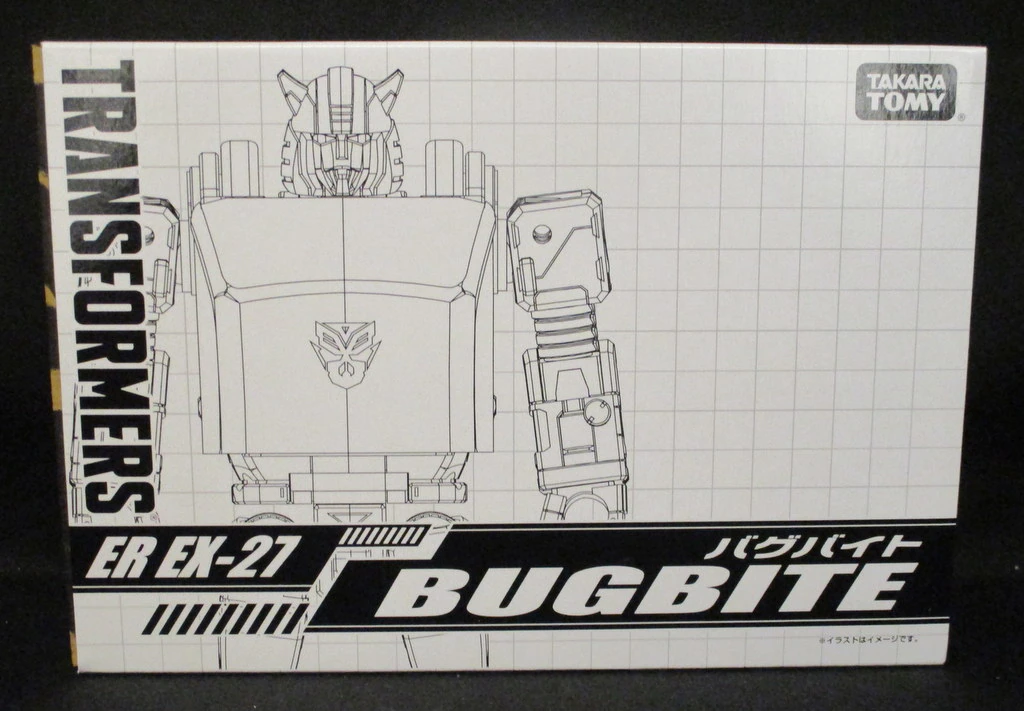 TRANSFORMERS
TAKARA
TOMY
®
ER EX-27
バグバイト
BUGBITE
※イラストはイメージです。